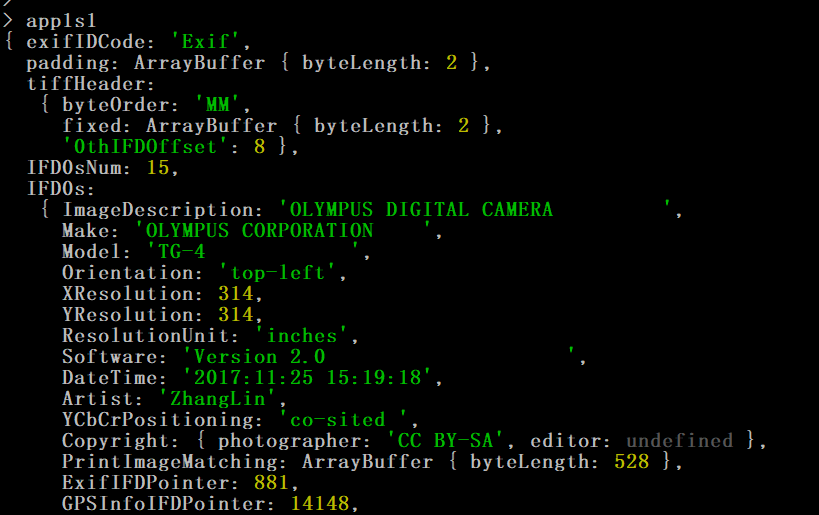 >
> app1s1
{ exifIDCode: 'Exif',
  padding: ArrayBuffer { byteLength: 2 },
  tiffHeader:
   { byteOrder: 'MM',
     fixed: ArrayBuffer { byteLength: 2 },
     '0thIFDOffset': 8 },
  IFD0sNum: 15,
  IFD0s:
   { ImageDescription: 'OLYMPUS DIGITAL CAMERA         ',
     Make: 'OLYMPUS CORPORATION    ',
     Model: 'TG-4            ',
     Orientation: 'top-left',
     XResolution: 314,
     YResolution: 314,
     ResolutionUnit: 'inches',
     Software: 'Version 2.0                    ',
     DateTime: '2017:11:25 15:19:18',
     Artist: 'ZhangLin',
     YCbCrPositioning: 'co-sited ',
     Copyright: { photographer: 'CC BY-SA', editor: undefined },
     PrintImageMatching: ArrayBuffer { byteLength: 528 },
     ExifIFDPointer: 881,
     GPSInfoIFDPointer: 14148,